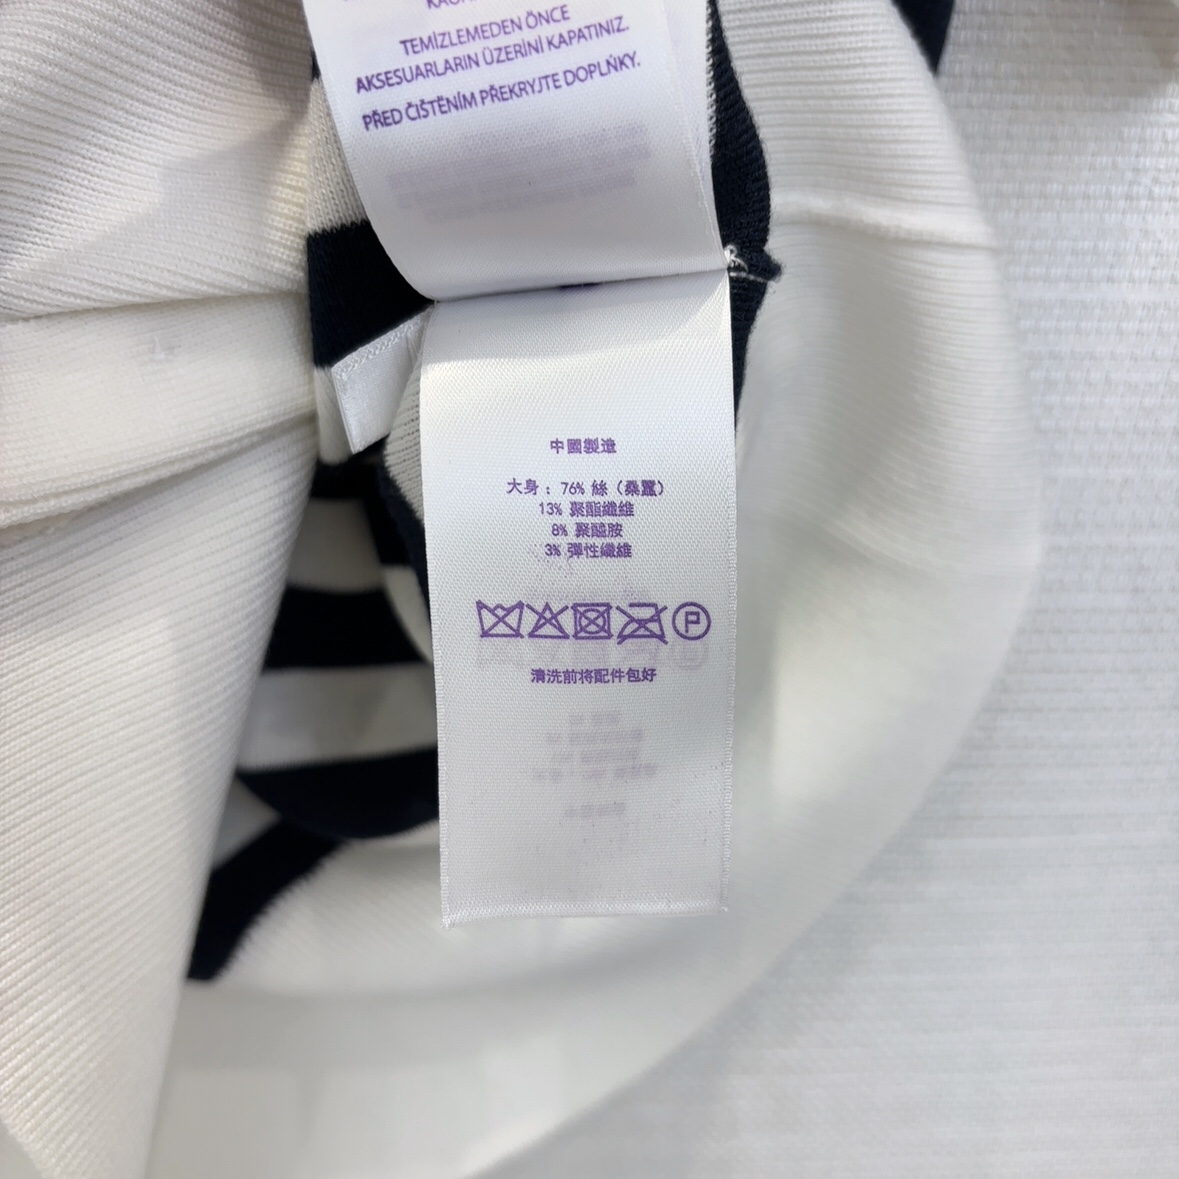 TEMİZLEMEDEN ÖNCE
AKSESUARLARIN ÜZERİNİ KAPATINIZ.
PŘED ČIŠTĚNÍM PŘEKRYJTE DOPLŇKY.
中國製造
大身：76% 絲（桑蠶）
13% 聚酯纖維
8% 聚醯胺
3% 彈性纖維
P
清洗前将配件包好